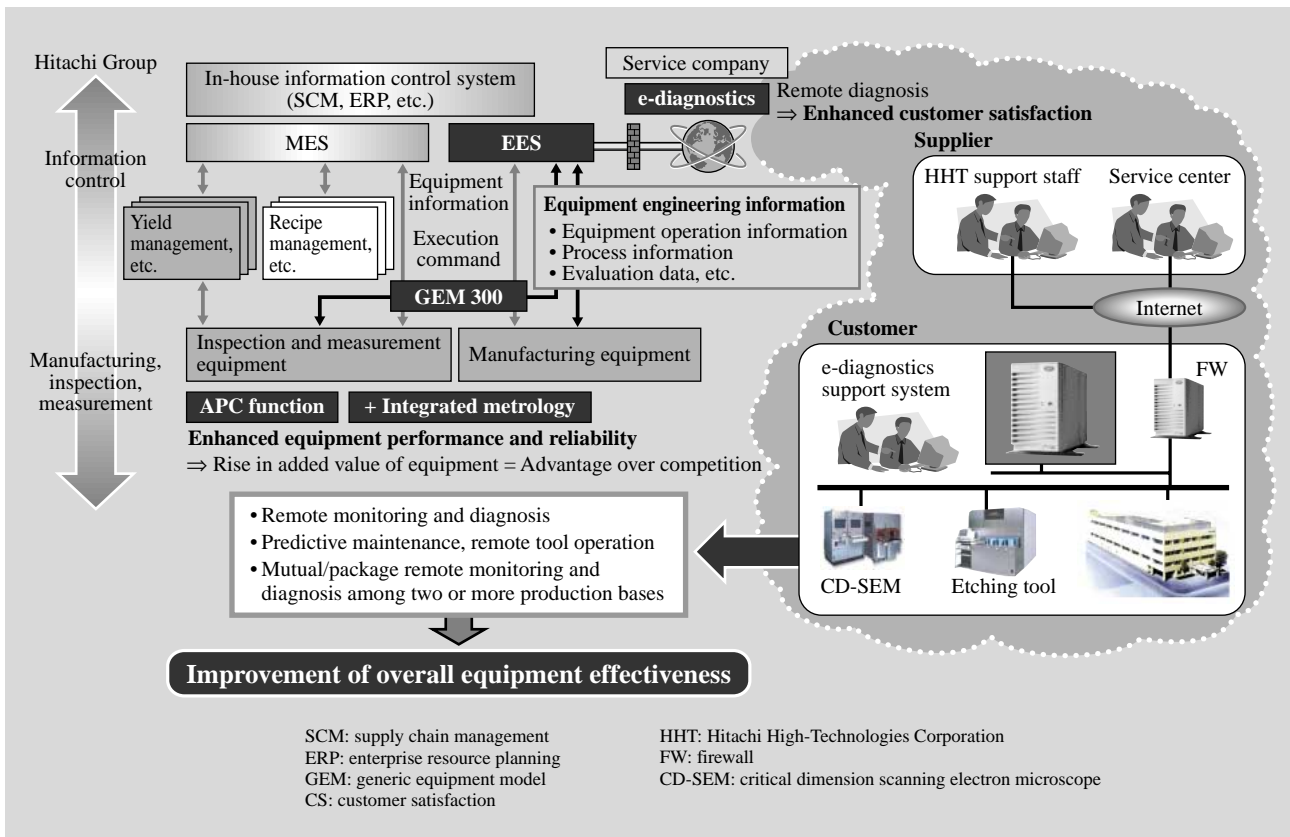 Hitachi Group
Information
control
Manufacturing,
inspection,
measurement
In-house information control system
(SCM, ERP, etc.)
MES
EES
Service company
e-diagnostics
Remote diagnosis
⇒ Enhanced customer satisfaction
Yield
management,
etc.
Recipe
management,
etc.
Equipment
information
Execution
command
Equipment engineering information
• Equipment operation information
• Process information
• Evaluation data, etc.
GEM 300
Inspection and measurement
equipment
Manufacturing equipment
APC function
+ Integrated metrology
Enhanced equipment performance and reliability
⇒ Rise in added value of equipment = Advantage over competition
Supplier
HHT support staff
Service center
Internet
Customer
e-diagnostics
support system
FW
CD-SEM
Etching tool
• Remote monitoring and diagnosis
• Predictive maintenance, remote tool operation
• Mutual/package remote monitoring and
diagnosis among two or more production bases
Improvement of overall equipment effectiveness
SCM: supply chain management
ERP: enterprise resource planning
GEM: generic equipment model
CS: customer satisfaction
HHT: Hitachi High-Technologies Corporation
FW: firewall
CD-SEM: critical dimension scanning electron microscope